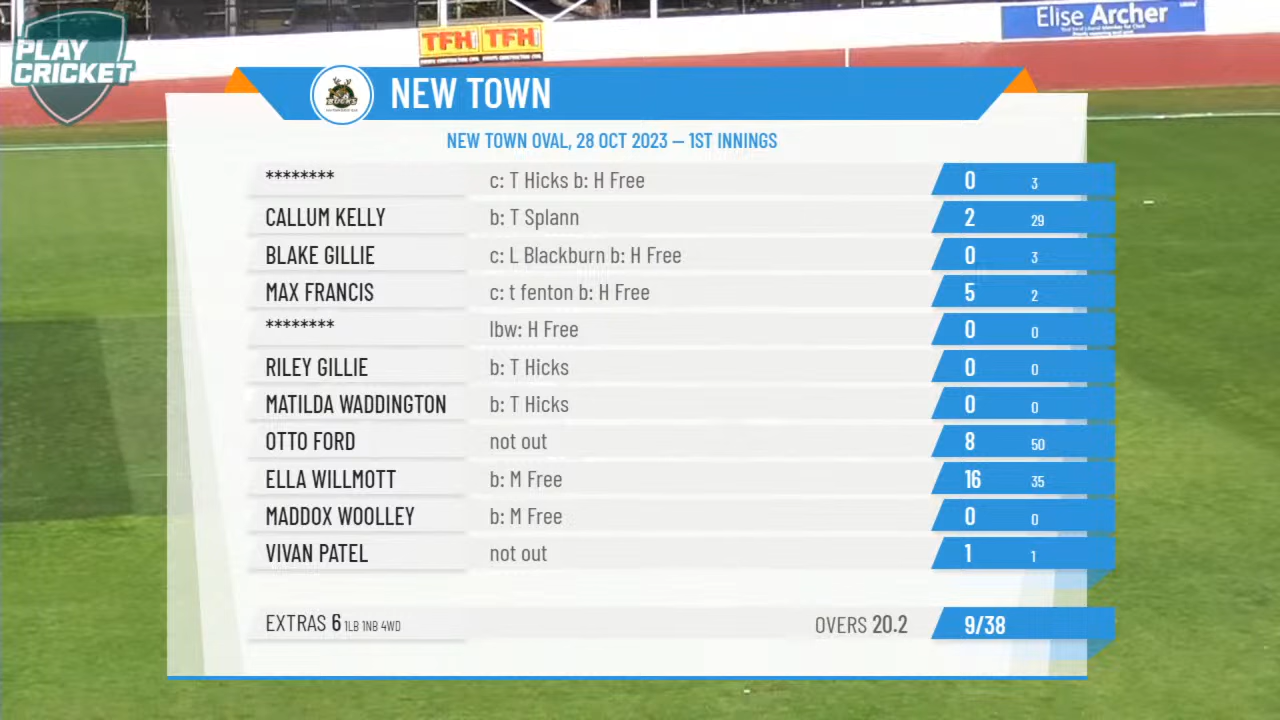 PLAY
CRICKET
TFH TFH
Elise Archer
BUCKS
NEW TOWN
NEW TOWN OVAL, 28 OCT 2023 – 1ST INNINGS
******** c: T Hicks b: H Free 0 3
CALLUM KELLY b: T Splann 2 29
BLAKE GILLIE c: L Blackburn b: H Free 0 3
MAX FRANCIS c: t fenton b: H Free 5 2
******** lbw: H Free 0 0
RILEY GILLIE b: T Hicks 0 0
MATILDA WADDINGTON b: T Hicks 0 0
OTTO FORD not out 8 50
ELLA WILLMOTT b: M Free 16 35
MADDOX WOOLLEY b: M Free 0 0
VIVAN PATEL not out 1 1
EXTRAS 6 1LB 1NB 4WD OVERS 20.2 9/38